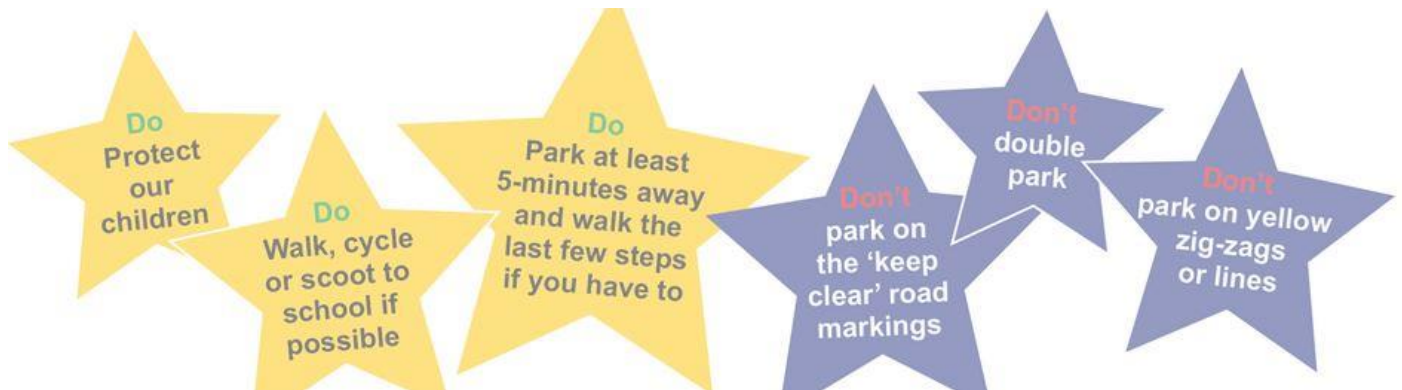 Do
Protect
our
children
Do
Walk, cycle
or scoot to
school if
possible
Do
Park at least
5-minutes away
and walk the
last few steps
if you have to
Don't
park on
the ‘keep
clear’ road
markings
Don't
double
park
Don't
park on yellow
zig-zags
or lines